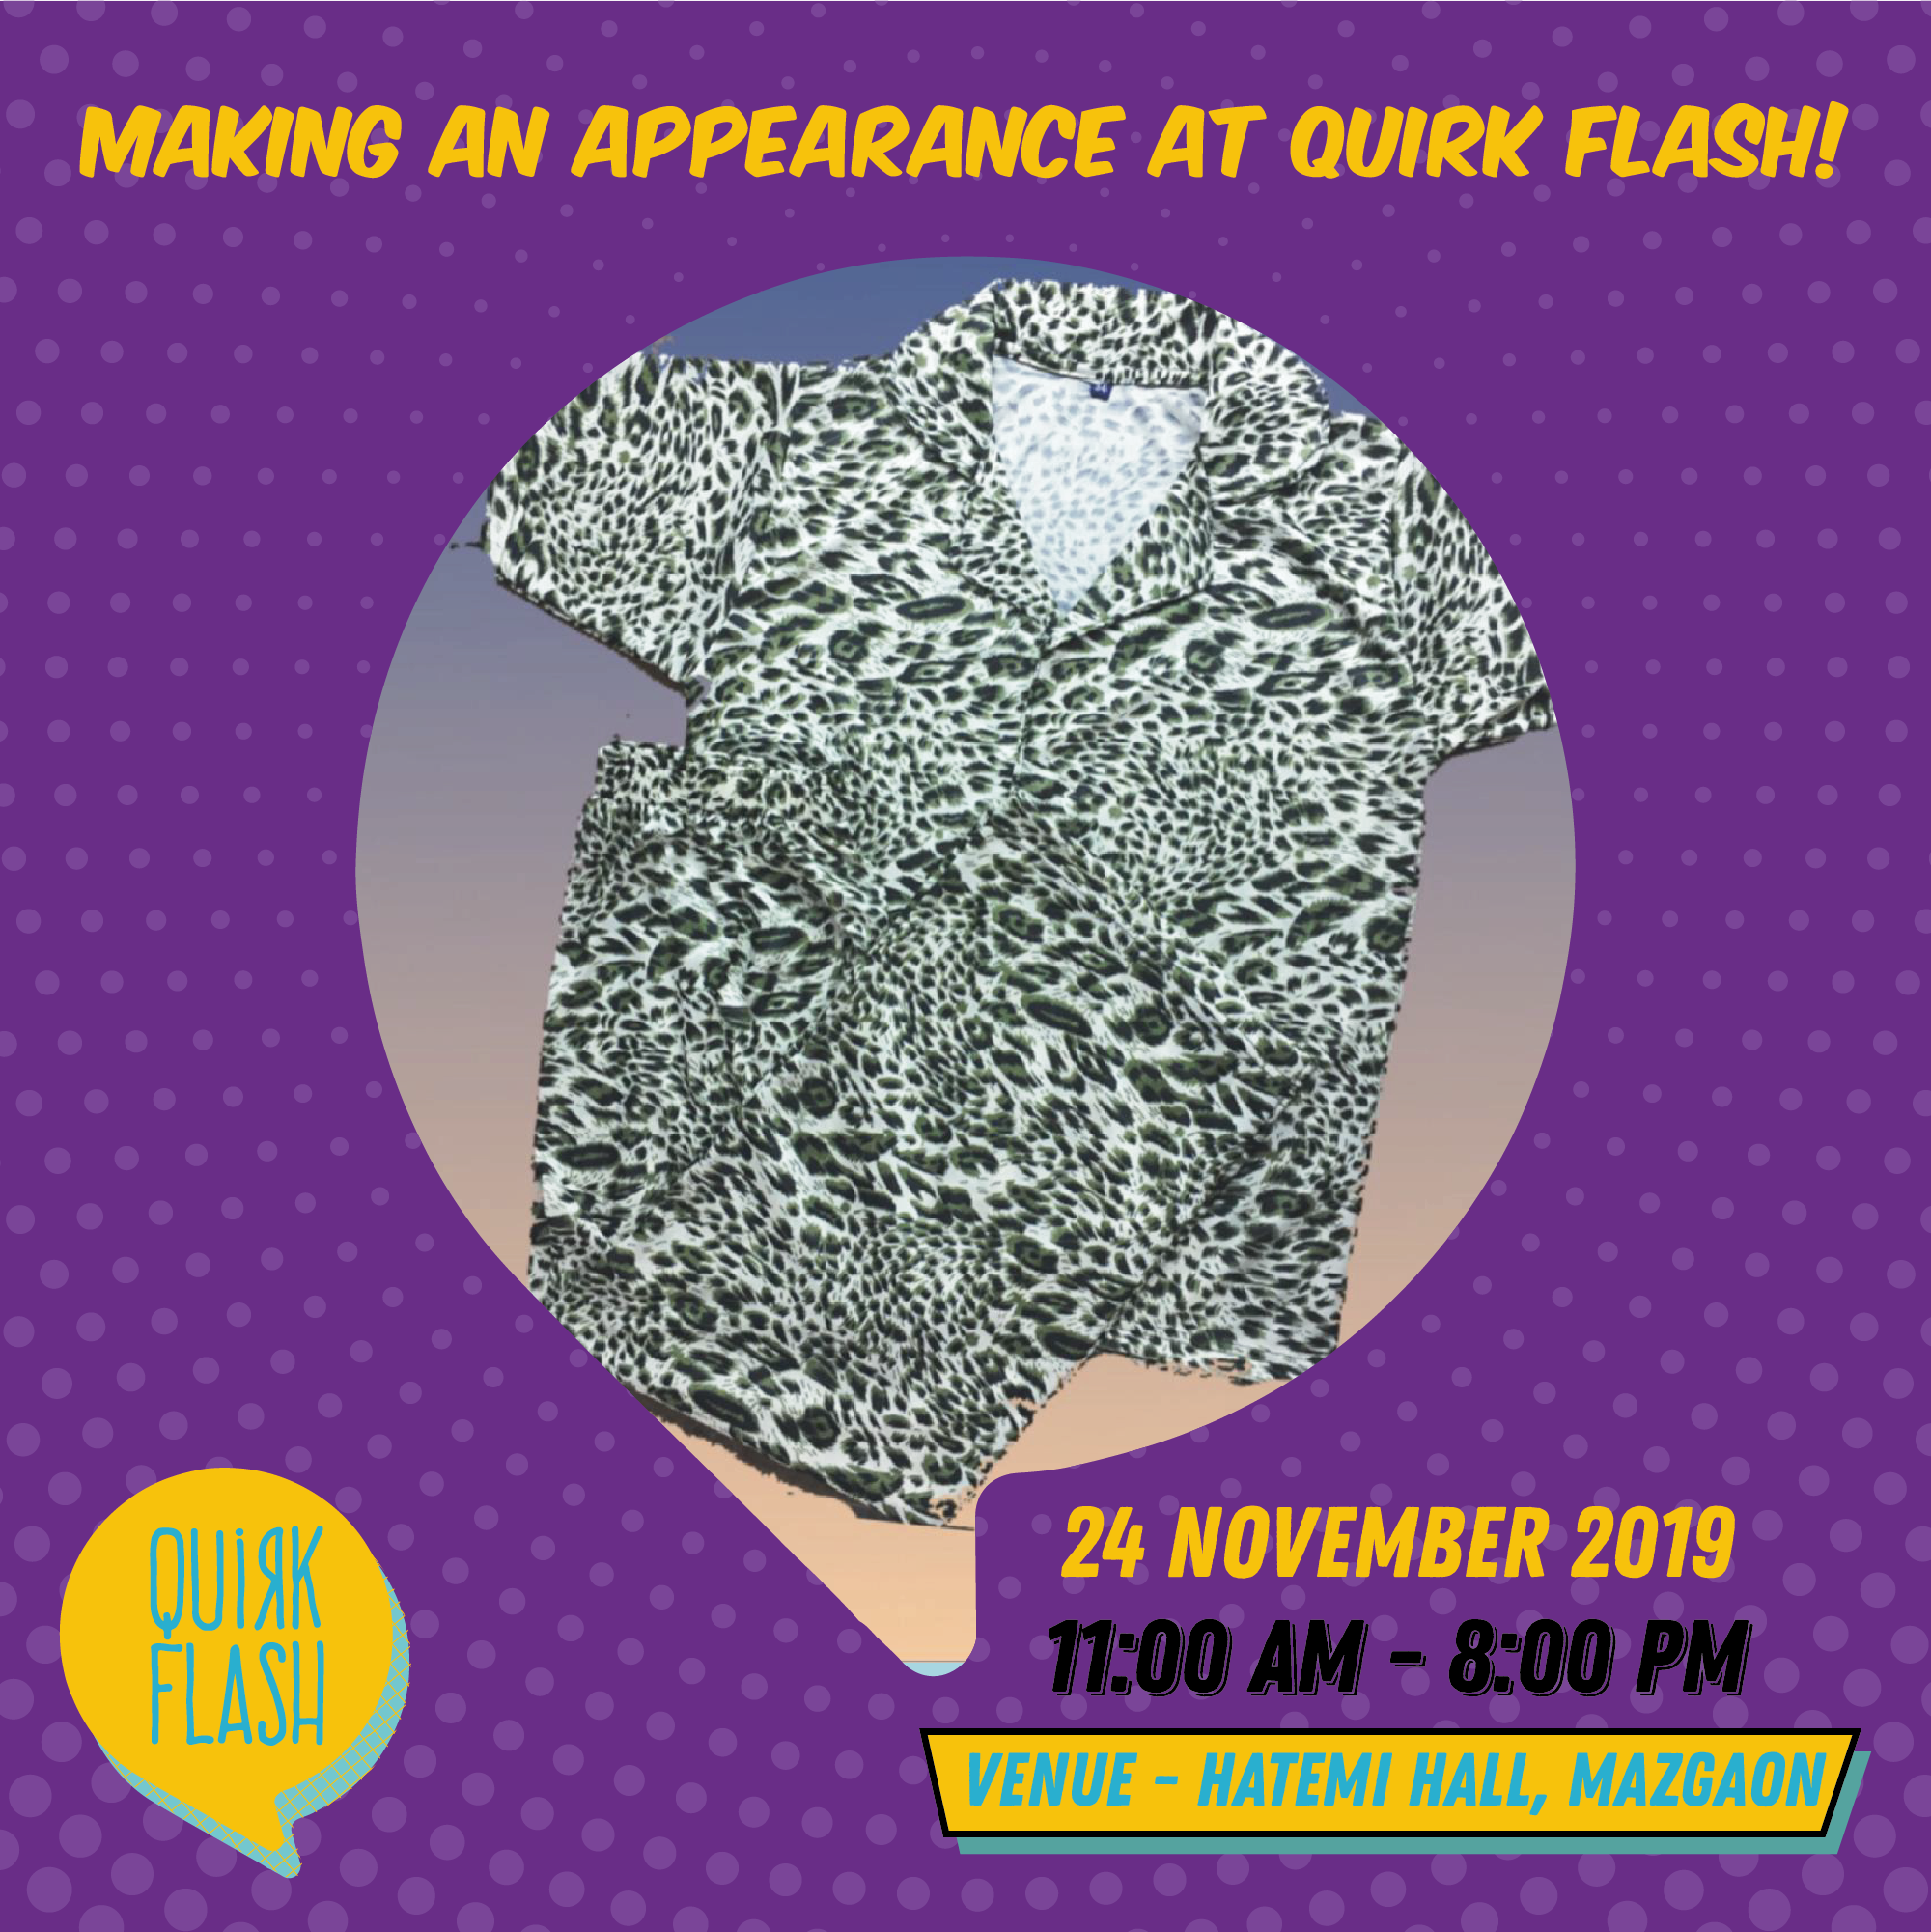 MAKING AN APPEARANCE AT QUIRK FLASH!
QUIRK
FLASH
24 NOVEMBER 2019
11:00 AM - 8:00 PM
VENUE - HATEMI HALL, MAZGAON